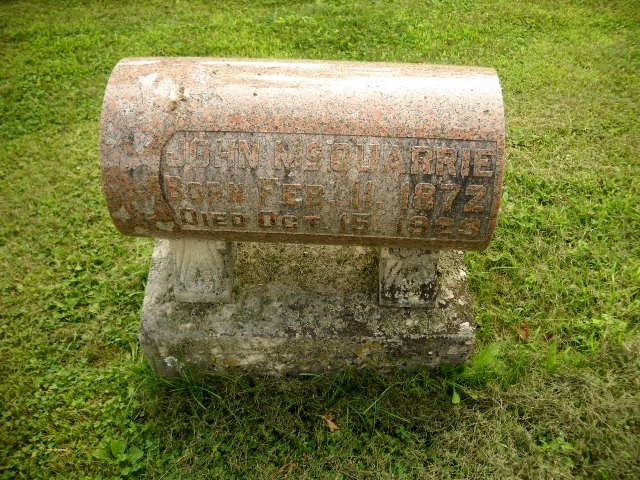 JOHN McQUARRIE
BORN FEB. 11, 1872
DIED OCT. 15, 1923